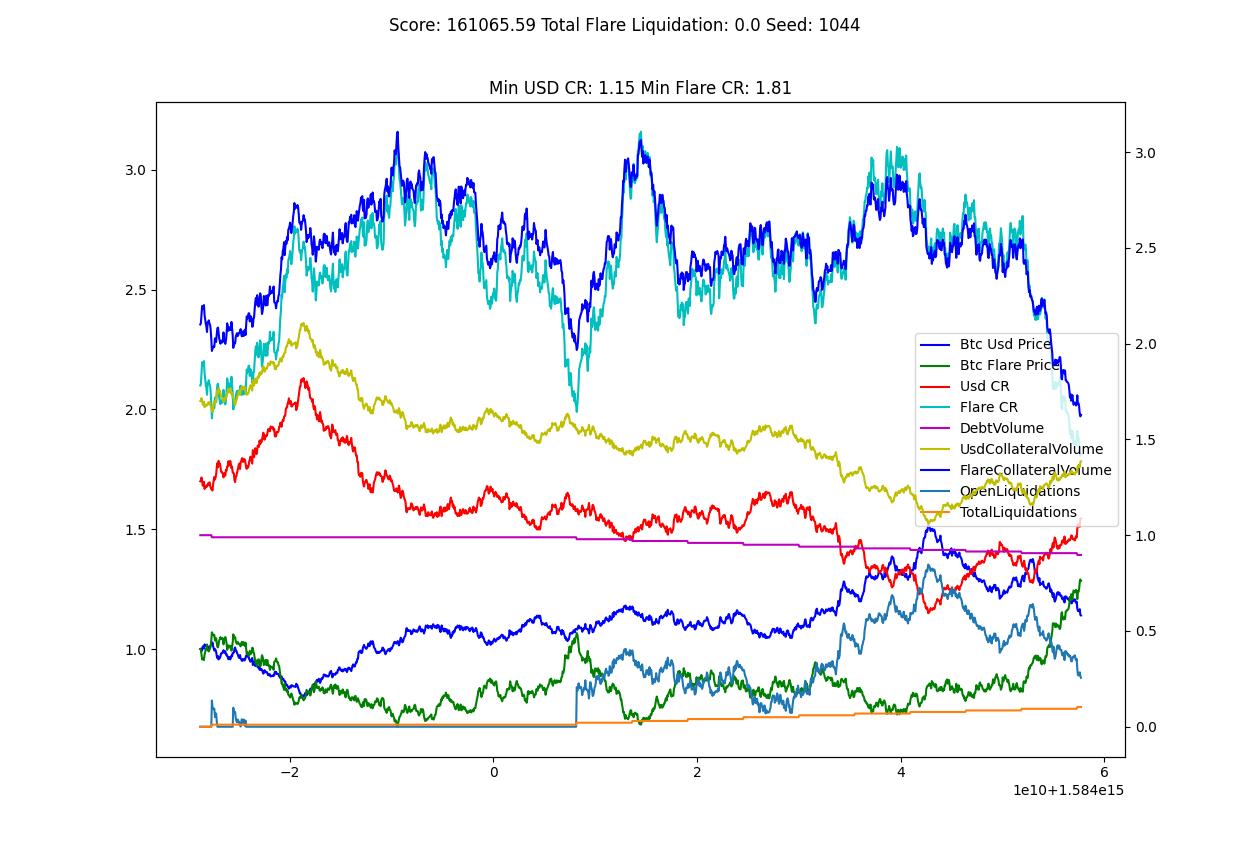 Score: 161065.59 Total Flare Liquidation: 0.0 Seed: 1044
Min USD CR: 1.15 Min Flare CR: 1.81
3.0
2.5
2.0
1.5
1.0
3.0
2.5
2.0
1.5
1.0
0.5
0.0
Btc Usd Price
Btc Flare Price
Usd CR
Flare CR
DebtVolume
UsdCollateralVolume
FlareCollateralVolume
OpenLiquidations
TotalLiquidations
−2 0 2 4 6
1e10+1.584e15